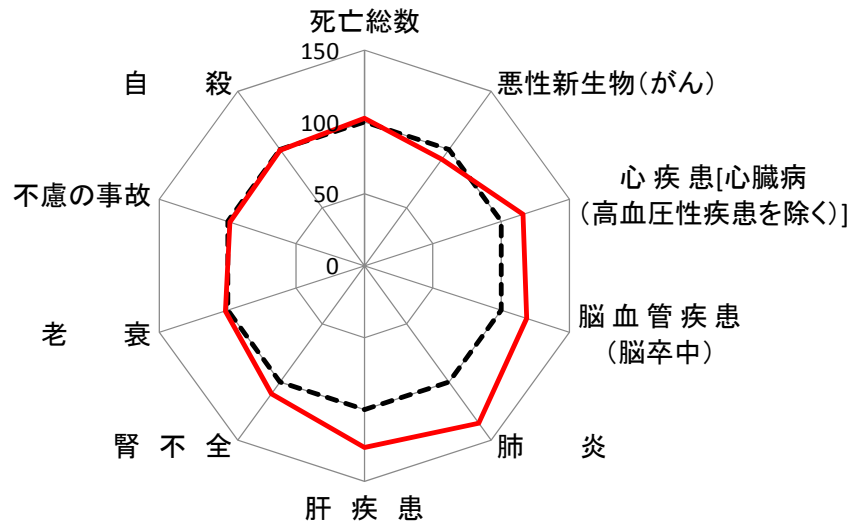 死亡総数
150
100
50
0
悪性新生物(がん)
心 疾 患[心臓病
(高血圧性疾患を除く)]
脳 血 管 疾 患
(脳卒中)
肺 炎
肝 疾 患
腎 不 全
老 衰
不慮の事故
自 殺